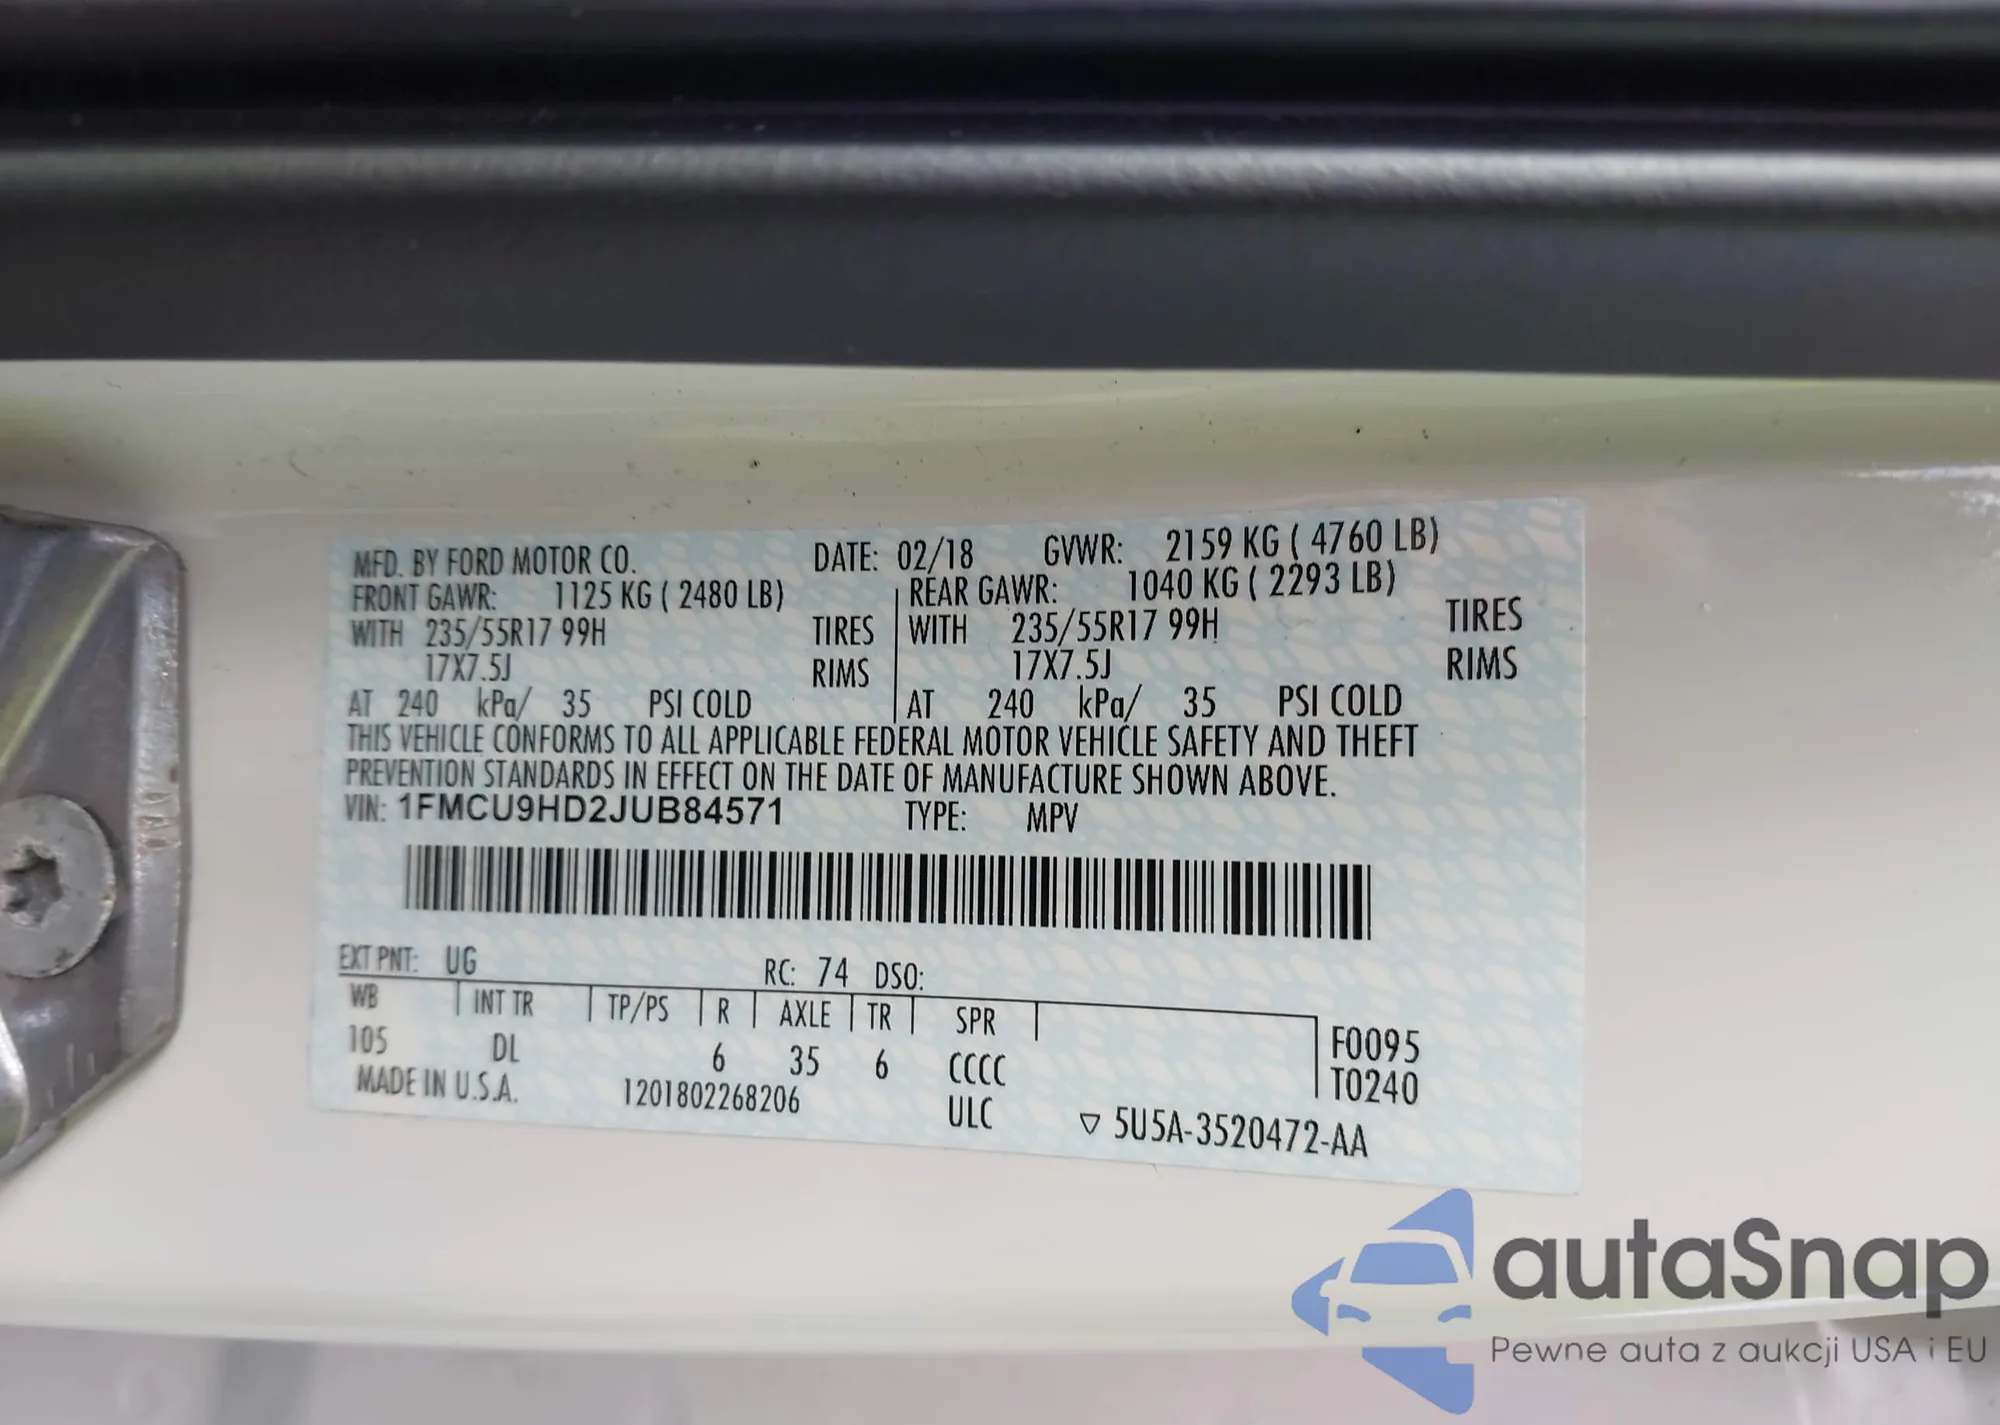 MFD. BY FORD MOTOR CO. DATE: 02/18 GVWR: 2159 KG ( 4760 LB)
FRONT GAWR: 1125 KG ( 2480 LB) REAR GAWR: 1040 KG ( 2293 LB)
WITH 235/55R17 99H TIRES WITH 235/55R17 99H TIRES
17X7.5J RIMS 17X7.5J RIMS
AT 240 kPa/ 35 PSI COLD AT 240 kPa/ 35 PSI COLD
THIS VEHICLE CONFORMS TO ALL APPLICABLE FEDERAL MOTOR VEHICLE SAFETY AND THEFT
PREVENTION STANDARDS IN EFFECT ON THE DATE OF MANUFACTURE SHOWN ABOVE.
VIN: 1FMCU9HD2JUB84571 TYPE: MPV
EXT PNT: UG RC: 74 DSO:
WB INT TR TP/PS R AXLE TR SPR
105 DL 6 35 6 CCCC F0095
MADE IN U.S.A. 1201802268206 ULC T0240
▽ 5U5A-3520472-AA
autaSnap
Pewne auta z aukcji USA i EU